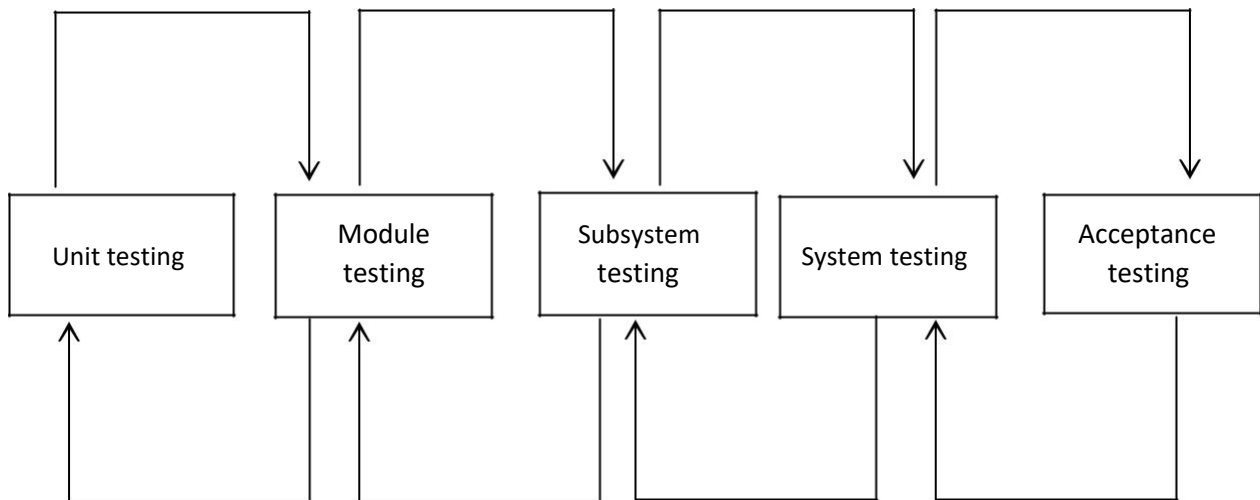 Unit testing
Module
testing
Subsystem
testing
System testing
Acceptance
testing